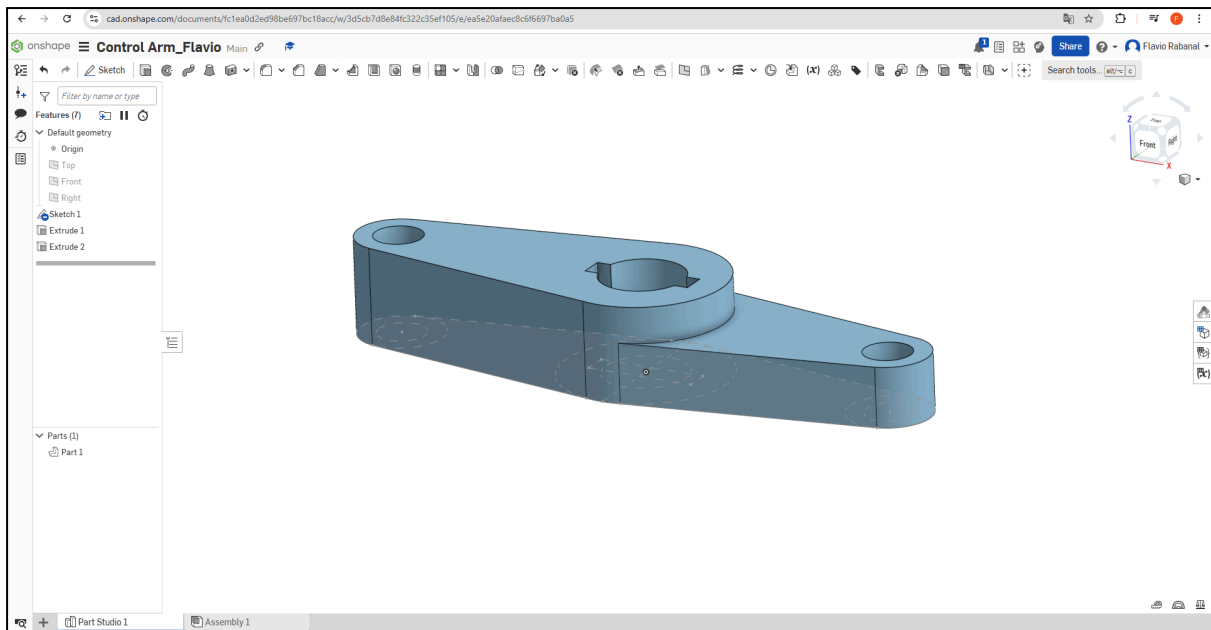 cad.onshape.com/documents/fc1ea0d2ed98be697bc18acc/w/3d5cb7d8e84fc322c35ef105/e/ea5e20afaec8c6f6697ba0a5
F
onshape Control Arm_Flavio Main
1 Share Flavio Rabanal
Sketch
(x)
Search tools... alt/⌥ c
Filter by name or type
Features (7)
Default geometry
Origin
Top
Front
Right
Sketch 1
Extrude 1
Extrude 2
Z
Top
Front
Right
X
Parts (1)
Part 1
Part Studio 1
Assembly 1